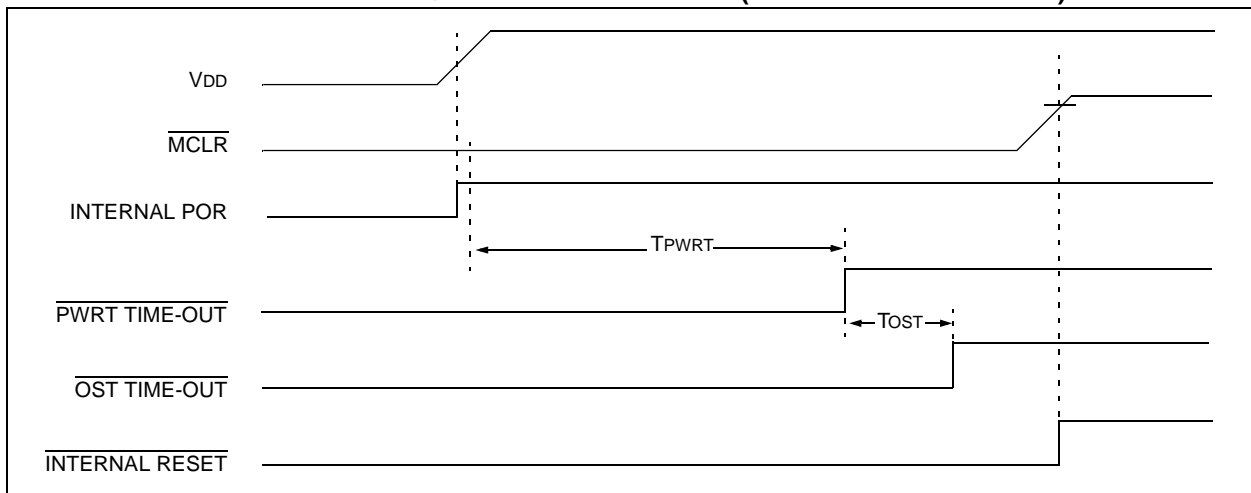 VDD
MCLR
INTERNAL POR
TPWRT
PWRT TIME-OUT
TOST
OST TIME-OUT
INTERNAL RESET